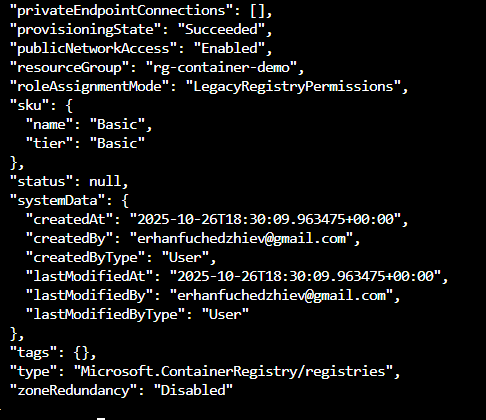 "privateEndpointConnections": [],
"provisioningState": "Succeeded",
"publicNetworkAccess": "Enabled",
"resourceGroup": "rg-container-demo",
"roleAssignmentMode": "LegacyRegistryPermissions",
"sku": {
  "name": "Basic",
  "tier": "Basic"
},
"status": null,
"systemData": {
  "createdAt": "2025-10-26T18:30:09.963475+00:00",
  "createdBy": "erhanfuchedzhiev@gmail.com",
  "createdByType": "User",
  "lastModifiedAt": "2025-10-26T18:30:09.963475+00:00",
  "lastModifiedBy": "erhanfuchedzhiev@gmail.com",
  "lastModifiedByType": "User"
},
"tags": {},
"type": "Microsoft.ContainerRegistry/registries",
"zoneRedundancy": "Disabled"